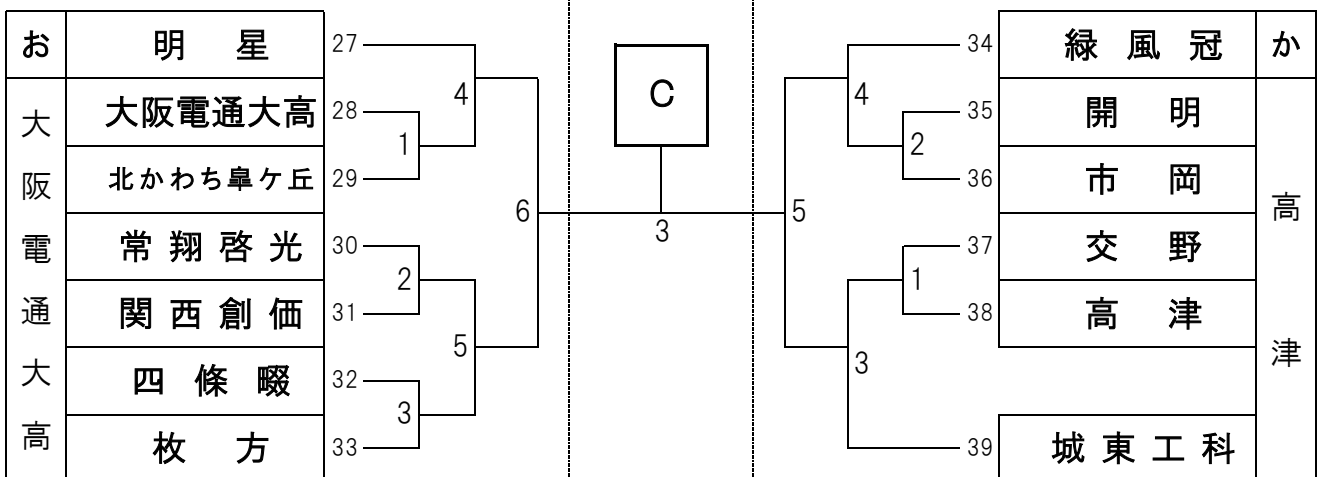 お 明星 27
大阪電通大高
大阪電通大高 28
北かわち皐ケ丘 29
常翔啓光 30
関西創価 31
四條畷 32
枚方 33
4
1
2
5
3
6
C
3
34 緑風冠 か
35 開明
36 市岡
37 交野
38 高津
39 城東工科
高津
4
2
5
1
3